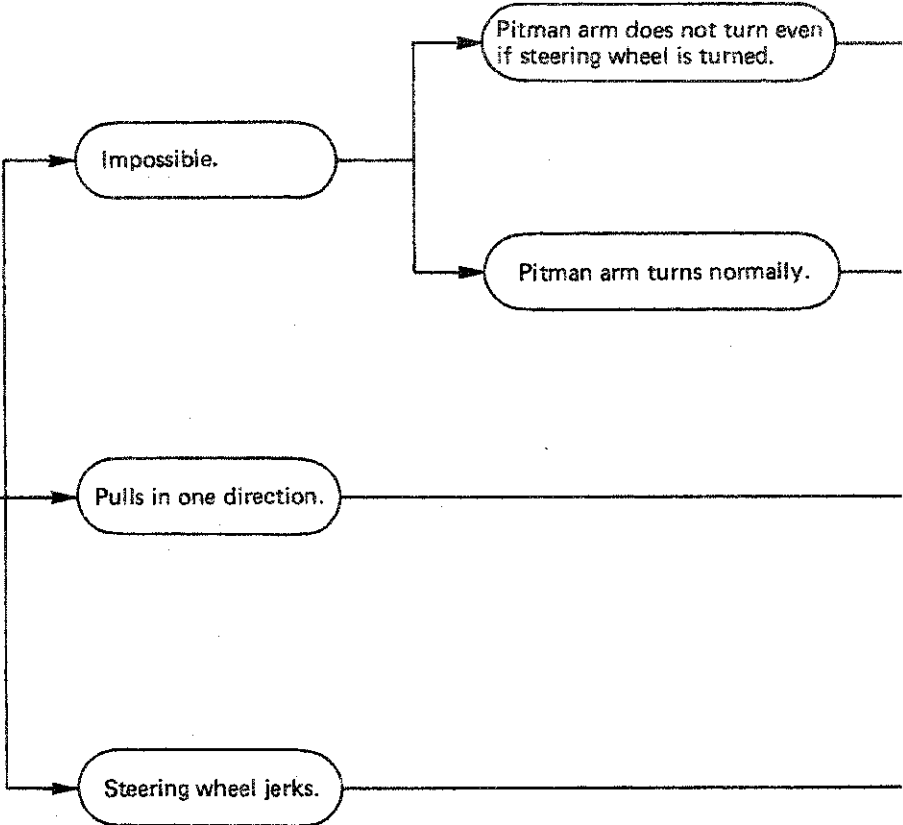 Pitman arm does not turn even
if steering wheel is turned.
Impossible.
Pitman arm turns normally.
Pulls in one direction.
Steering wheel jerks.